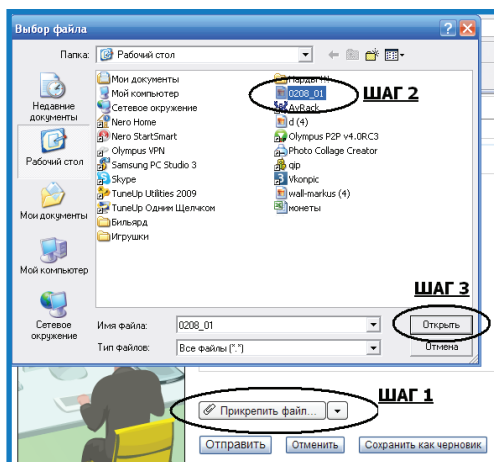 Выбор файла
Папка: Рабочий стол
Недавние документы
Рабочий стол
Мои документы
Мой компьютер
Сетевое окружение
Мои документы
Мой компьютер
Сетевое окружение
Nero Home
Nero StartSmart
Olympus VPN
Samsung PC Studio 3
Skype
TuneUp Utilities 2009
TuneUp Одним Щелчком
Бильярд
Игрушки
0208_01
AvRack
d (4)
Olympus P2P v4.0RC3
Photo Collage Creator
qip
Vkonpic
wall-markus (4)
монеты
ШАГ 2
ШАГ 3
Имя файла: 0208_01
Открыть
Тип файлов: Все файлы (*.*)
Отмена
ШАГ 1
Прикрепить файл...
Отправить Отменить Сохранить как черновик